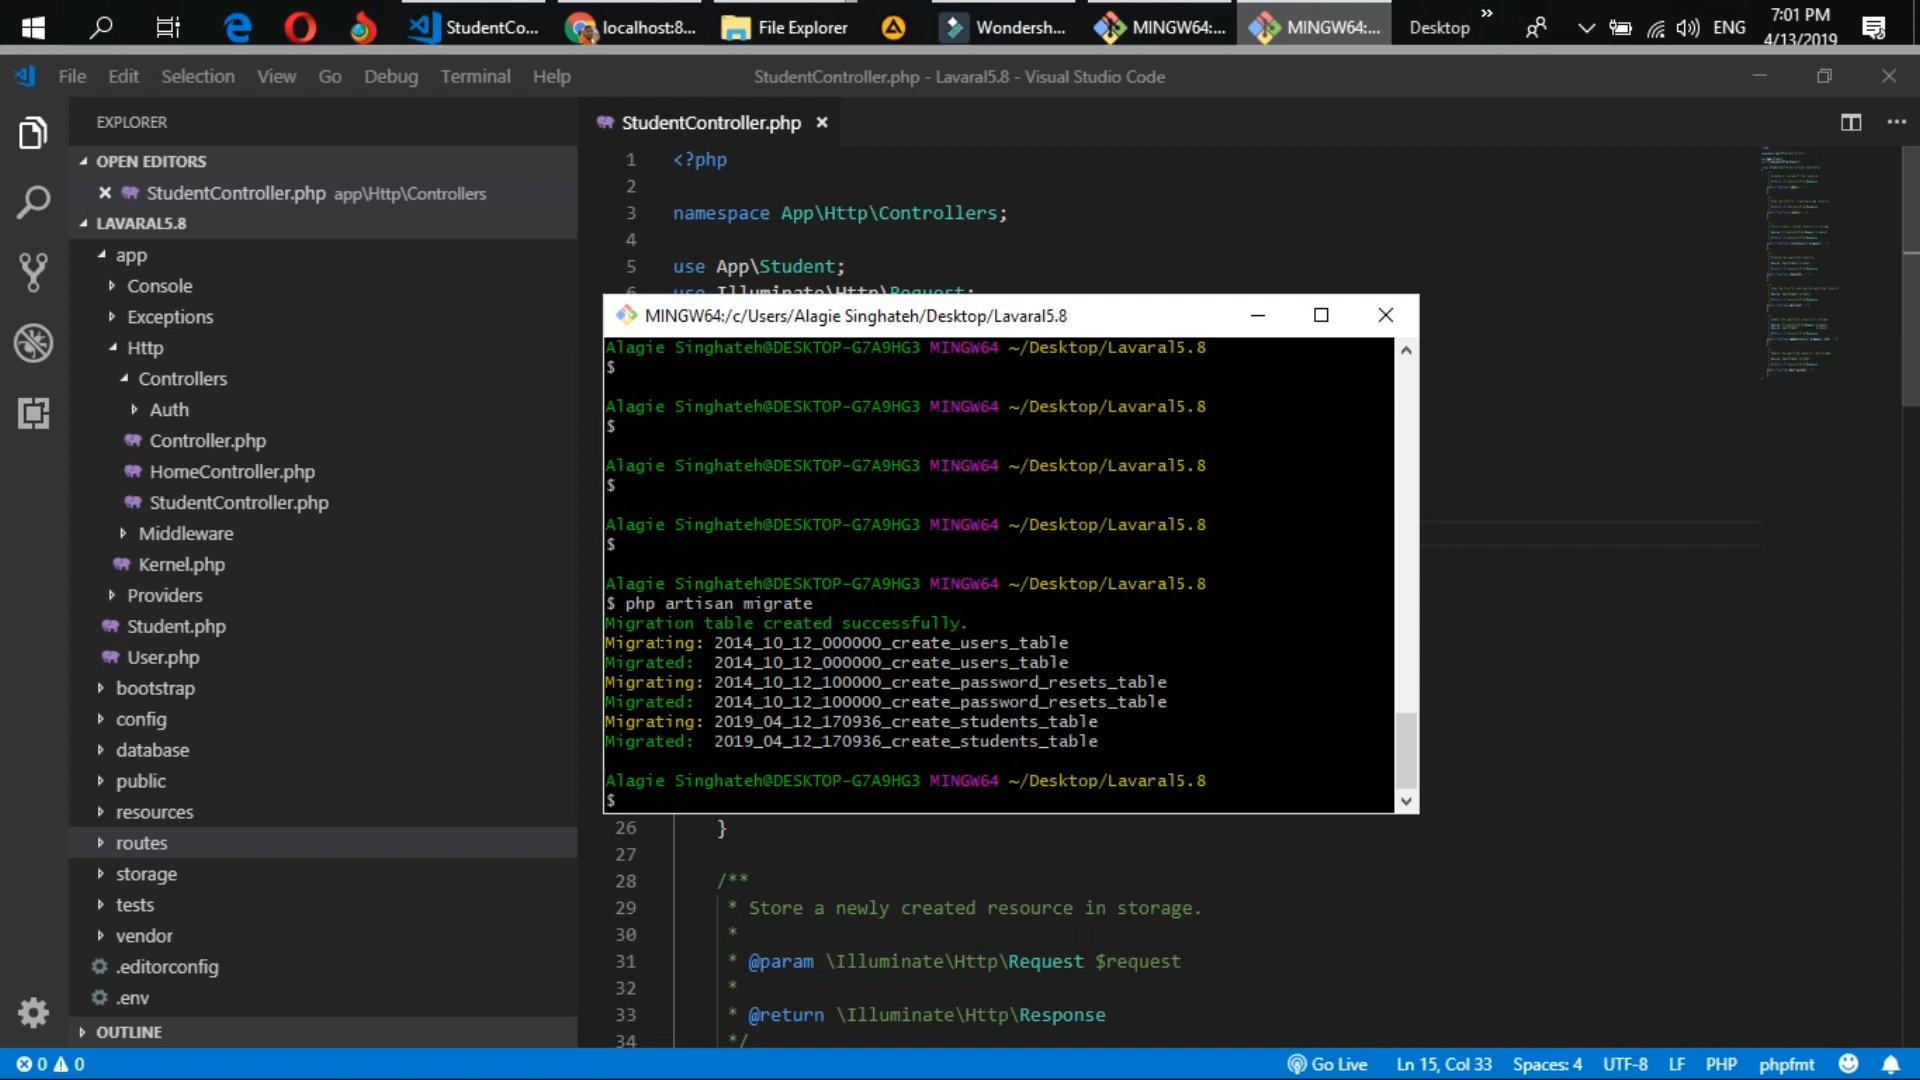 StudentCo...
localhost:8...
File Explorer
Wondersh...
MINGW64:...
MINGW64:...
Desktop
»
ENG
7:01 PM
4/13/2019
File Edit Selection View Go Debug Terminal Help
StudentController.php - Lavaral5.8 - Visual Studio Code
EXPLORER
OPEN EDITORS
StudentController.php app\Http\Controllers
LAVARAL5.8
app
Console
Exceptions
Http
Controllers
Auth
Controller.php
HomeController.php
StudentController.php
Middleware
Kernel.php
Providers
Student.php
User.php
bootstrap
config
database
public
resources
routes
storage
tests
vendor
.editorconfig
.env
OUTLINE
StudentController.php
1 <?php
2
3 namespace App\Http\Controllers;
4
5 use App\Student;
6 use Illuminate\Http\Request;
MINGW64:/c/Users/Alagie Singhateh/Desktop/Lavaral5.8
Alagie Singhateh@DESKTOP-G7A9HG3 MINGW64 ~/Desktop/Lavaral5.8
$
Alagie Singhateh@DESKTOP-G7A9HG3 MINGW64 ~/Desktop/Lavaral5.8
$
Alagie Singhateh@DESKTOP-G7A9HG3 MINGW64 ~/Desktop/Lavaral5.8
$
Alagie Singhateh@DESKTOP-G7A9HG3 MINGW64 ~/Desktop/Lavaral5.8
$
Alagie Singhateh@DESKTOP-G7A9HG3 MINGW64 ~/Desktop/Lavaral5.8
$ php artisan migrate
Migration table created successfully.
Migrating: 2014_10_12_000000_create_users_table
Migrated:  2014_10_12_000000_create_users_table
Migrating: 2014_10_12_100000_create_password_resets_table
Migrated:  2014_10_12_100000_create_password_resets_table
Migrating: 2019_04_12_170936_create_students_table
Migrated:  2019_04_12_170936_create_students_table
Alagie Singhateh@DESKTOP-G7A9HG3 MINGW64 ~/Desktop/Lavaral5.8
$
26 }
27
28 /**
29 * Store a newly created resource in storage.
30 *
31 * @param \Illuminate\Http\Request $request
32 *
33 * @return \Illuminate\Http\Response
34 */
0 0
Go Live
Ln 15, Col 33
Spaces: 4
UTF-8
LF
PHP
phpfmt